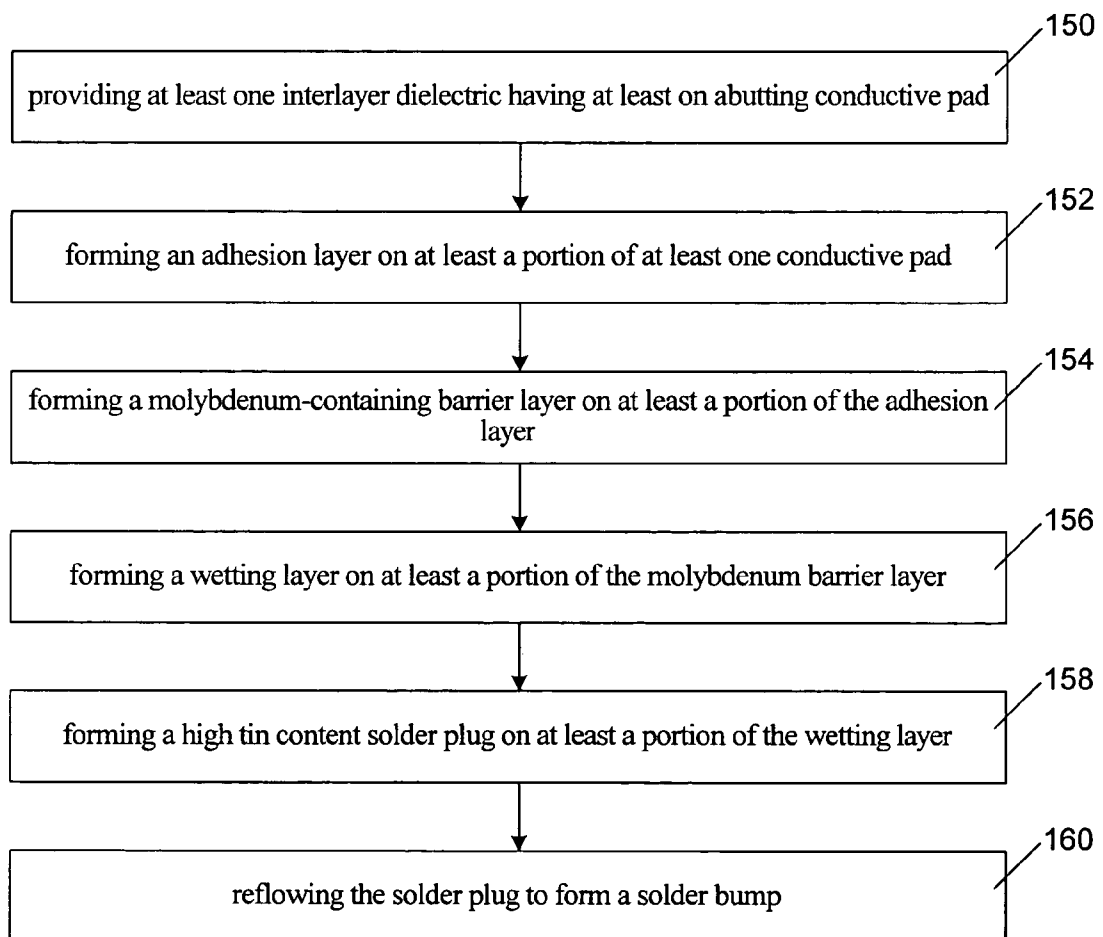 150
providing at least one interlayer dielectric having at least on abutting conductive pad
152
forming an adhesion layer on at least a portion of at least one conductive pad
154
forming a molybdenum-containing barrier layer on at least a portion of the adhesion
layer
156
forming a wetting layer on at least a portion of the molybdenum barrier layer
158
forming a high tin content solder plug on at least a portion of the wetting layer
160
reflowing the solder plug to form a solder bump